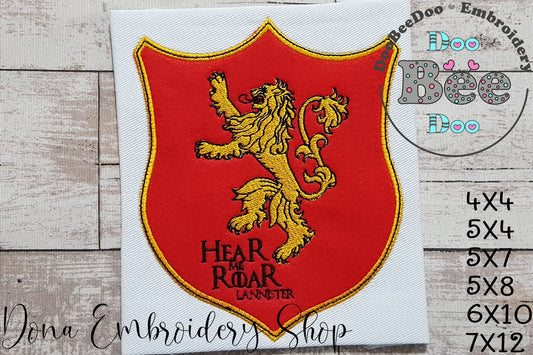 DooBeeDoo • Embroidery
Doo
Bee
Doo
HEAR
ME
ROAR
LANNISTER
4X4
5X4
5X7
5X8
6X10
7X12
Dona Embroidery Shop